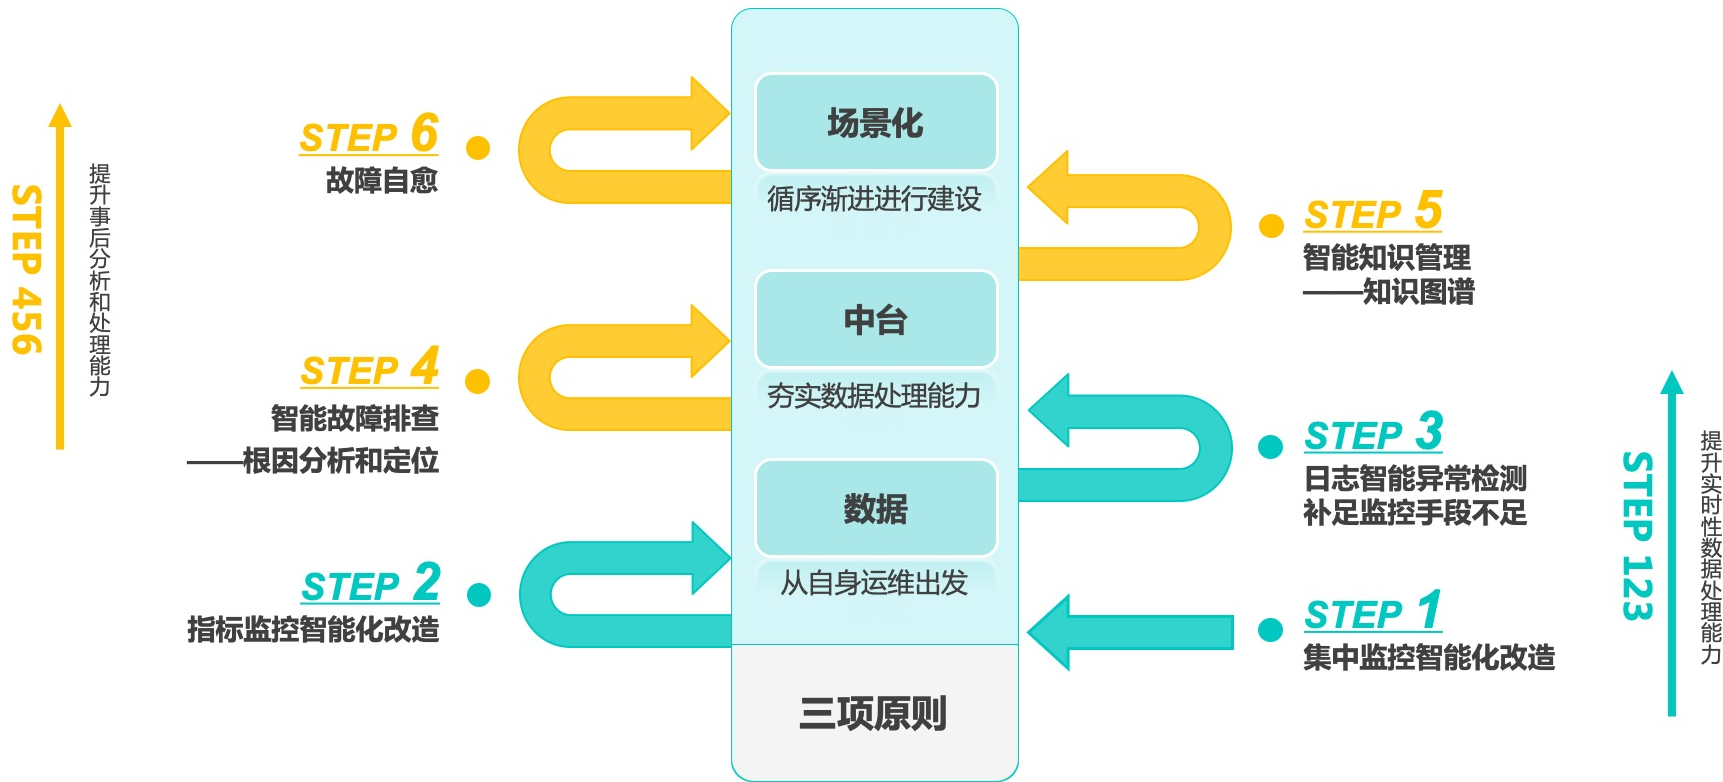 STEP 456
提升事后分析和处理能力
STEP 6
故障自愈
STEP 4
智能故障排查
——根因分析和定位
STEP 2
指标监控智能化改造
场景化
循序渐进进行建设
中台
夯实数据处理能力
数据
从自身运维出发
三项原则
STEP 5
智能知识管理
——知识图谱
STEP 3
日志智能异常检测
补足监控手段不足
STEP 1
集中监控智能化改造
STEP 123
提升实时性数据处理能力